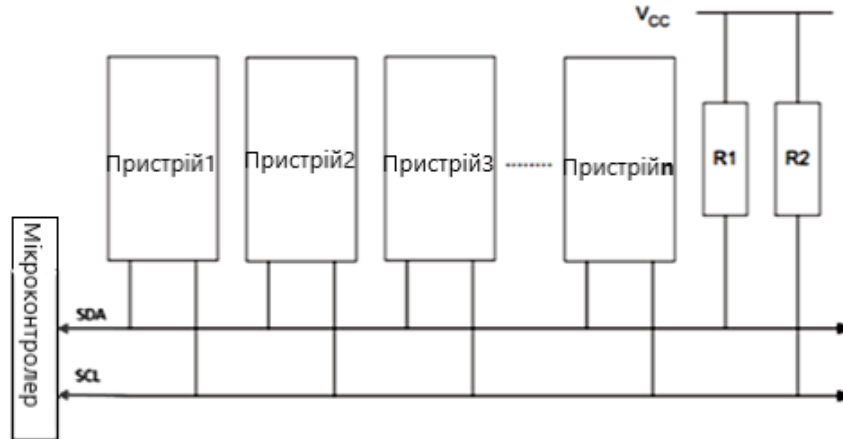 Vcc
Пристрій1
Пристрій2
Пристрій3
........
Пристрійn
R1
R2
Мікроконтролер
SDA
SCL